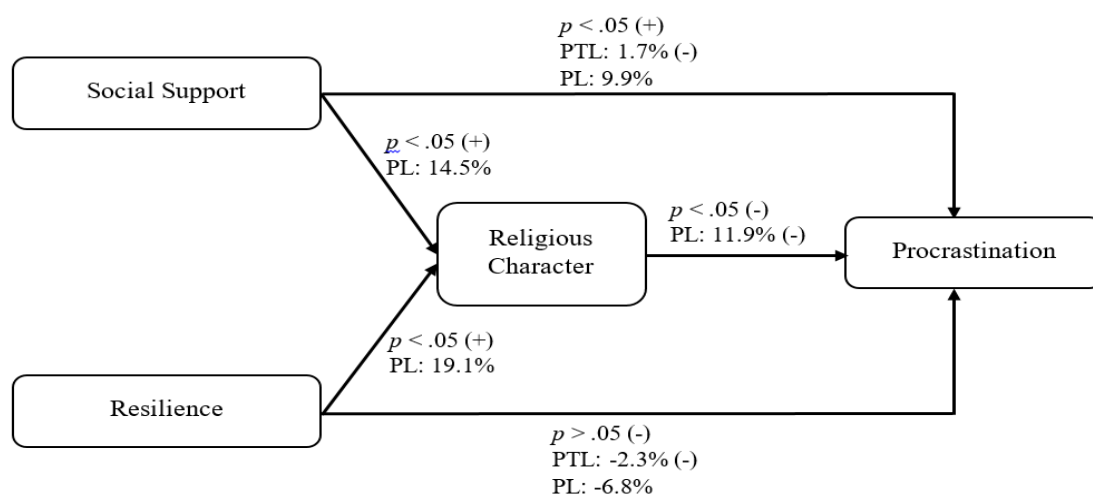 p < .05 (+)
PTL: 1.7% (-)
PL: 9.9%
Social Support
p < .05 (+)
PL: 14.5%
Religious
Character
p < .05 (-)
PL: 11.9% (-)
Procrastination
p < .05 (+)
PL: 19.1%
Resilience
p > .05 (-)
PTL: -2.3% (-)
PL: -6.8%